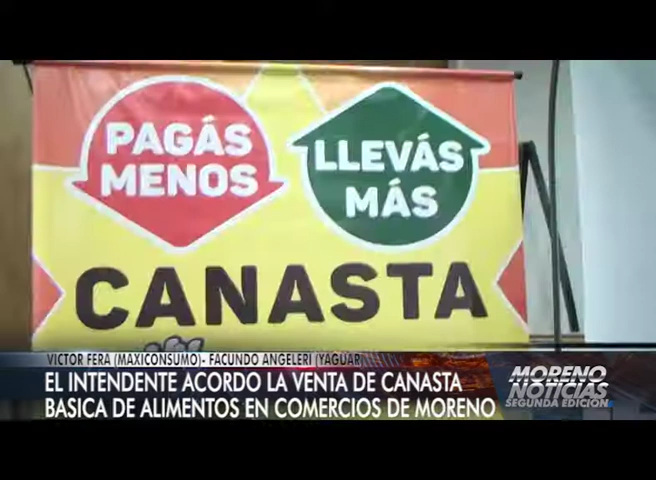 PAGÁS
MENOS
LLEVÁS
MÁS
CANASTA
VICTOR FERA (MAXICONSUMO)- FACUNDO ANGELERI (YAGUAR
EL INTENDENTE ACORDO LA VENTA DE CANASTA
BASICA DE ALIMENTOS EN COMERCIOS DE MORENO
MORENO
NOTICIAS
SEGUNDA EDICION